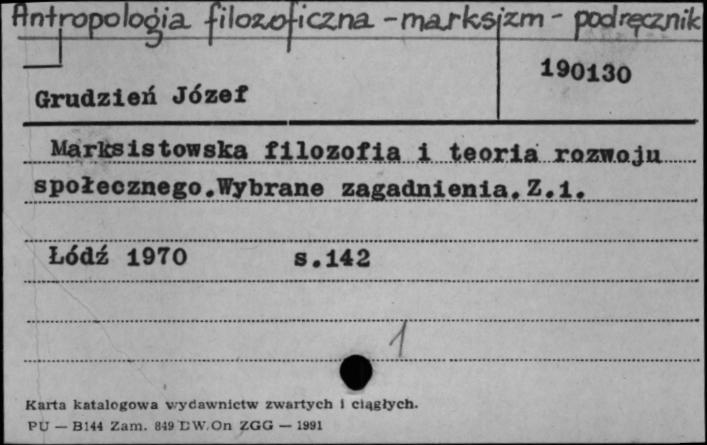 Antropologia filozoficzna - marksizm - podręcznik
190130
Grudzień Józef
Marksistowska filozofia i teoria rozwoju
społecznego.Wybrane zagadnienia.Z.1.
Łódź 1970 s.142
1
Karta katalogowa wydawnictw zwartych i ciągłych.
PU — B144 Zam. 849 DW.On ZGG — 1991